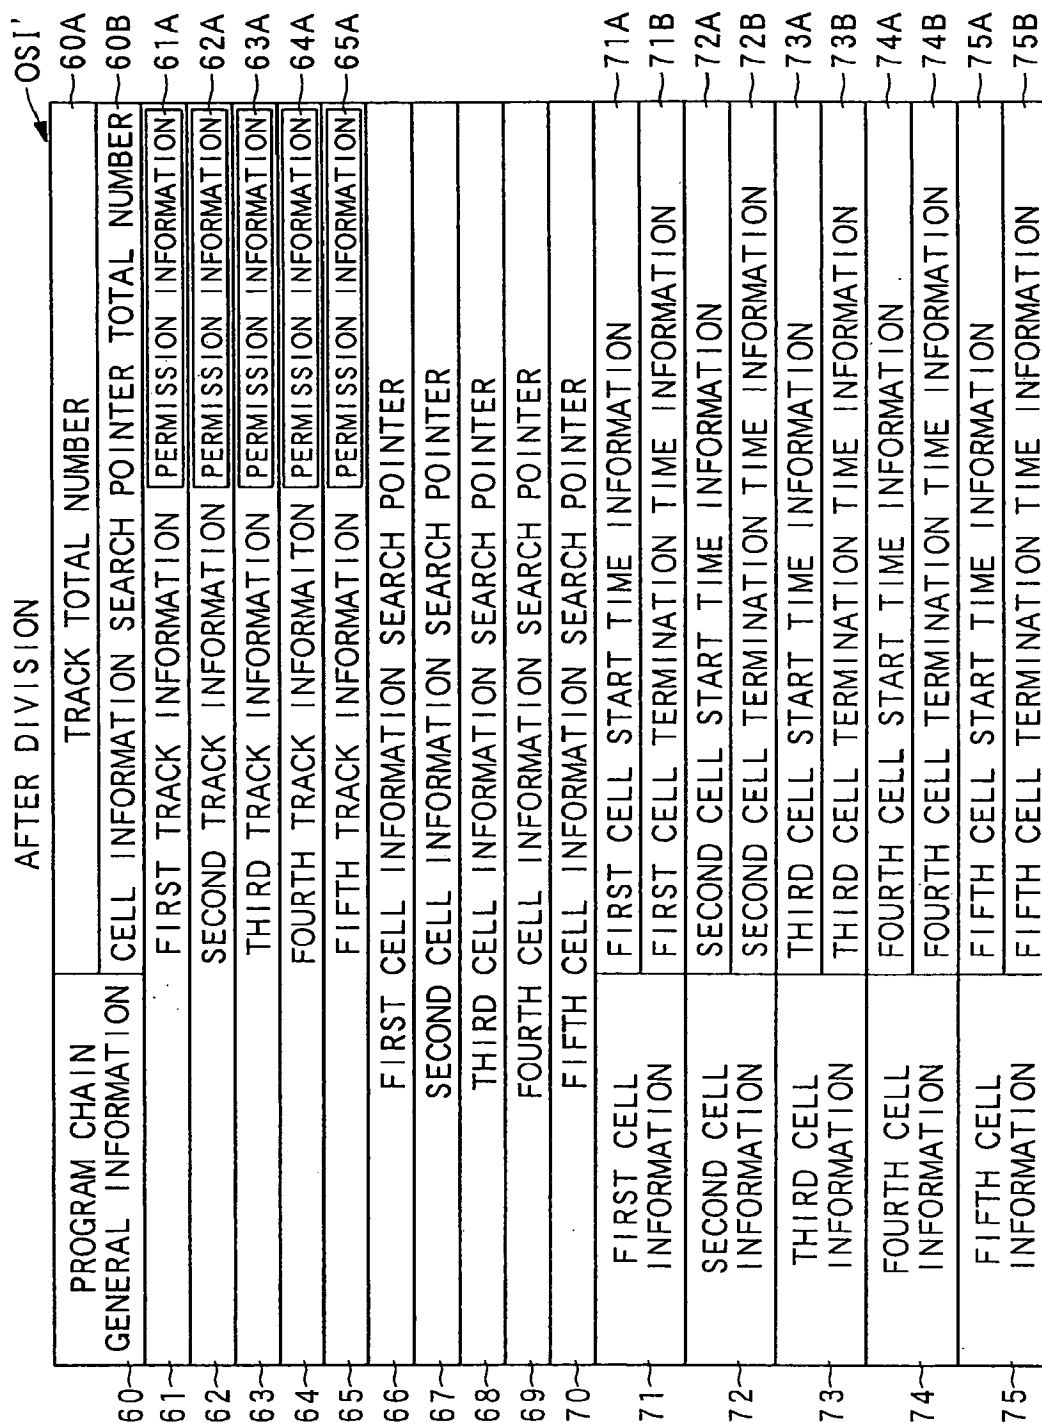 AFTER DIVISION
OSI'
60
PROGRAM CHAIN
GENERAL INFORMATION
TRACK TOTAL NUMBER
60A
CELL INFORMATION SEARCH POINTER TOTAL NUMBER
60B
61
FIRST TRACK INFORMATION
PERMISSION INFORMATION
61A
62
SECOND TRACK INFORMATION
PERMISSION INFORMATION
62A
63
THIRD TRACK INFORMATION
PERMISSION INFORMATION
63A
64
FOURTH TRACK INFORMAITON
PERMISSION INFORMATION
64A
65
FIFTH TRACK INFORMATION
PERMISSION INFORMATION
65A
66
FIRST CELL INFORMATION SEARCH POINTER
67
SECOND CELL INFORMATION SEARCH POINTER
68
THIRD CELL INFORMATION SEARCH POINTER
69
FOURTH CELL INFORMATION SEARCH POINTER
70
FIFTH CELL INFORMATION SEARCH POINTER
71
FIRST CELL
INFORMATION
FIRST CELL START TIME INFORMATION
71A
FIRST CELL TERMINATION TIME INFORMATION
71B
72
SECOND CELL
INFORMATION
SECOND CELL START TIME INFORMATION
72A
SECOND CELL TERMINATION TIME INFORMATION
72B
73
THIRD CELL
INFORMATION
THIRD CELL START TIME INFORMATION
73A
THIRD CELL TERMINATION TIME INFORMATION
73B
74
FOURTH CELL
INFORMATION
FOURTH CELL START TIME INFORMATION
74A
FOURTH CELL TERMINATION TIME INFORMATION
74B
75
FIFTH CELL
INFORMATION
FIFTH CELL START TIME INFORMATION
75A
FIFTH CELL TERMINATION TIME INFORMATION
75B